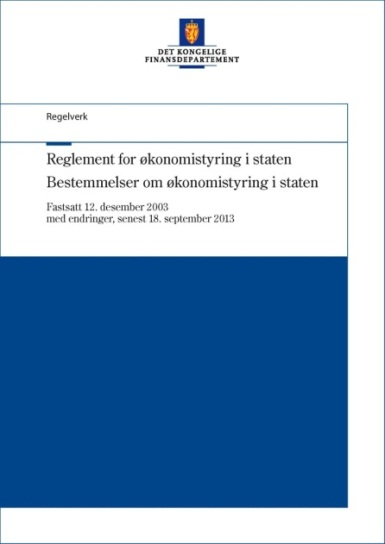 DET KONGELIGE
FINANSDEPARTEMENT
Regelverk
Reglement for økonomistyring i staten
Bestemmelser om økonomistyring i staten
Fastsatt 12. desember 2003
med endringer, senest 18. september 2013